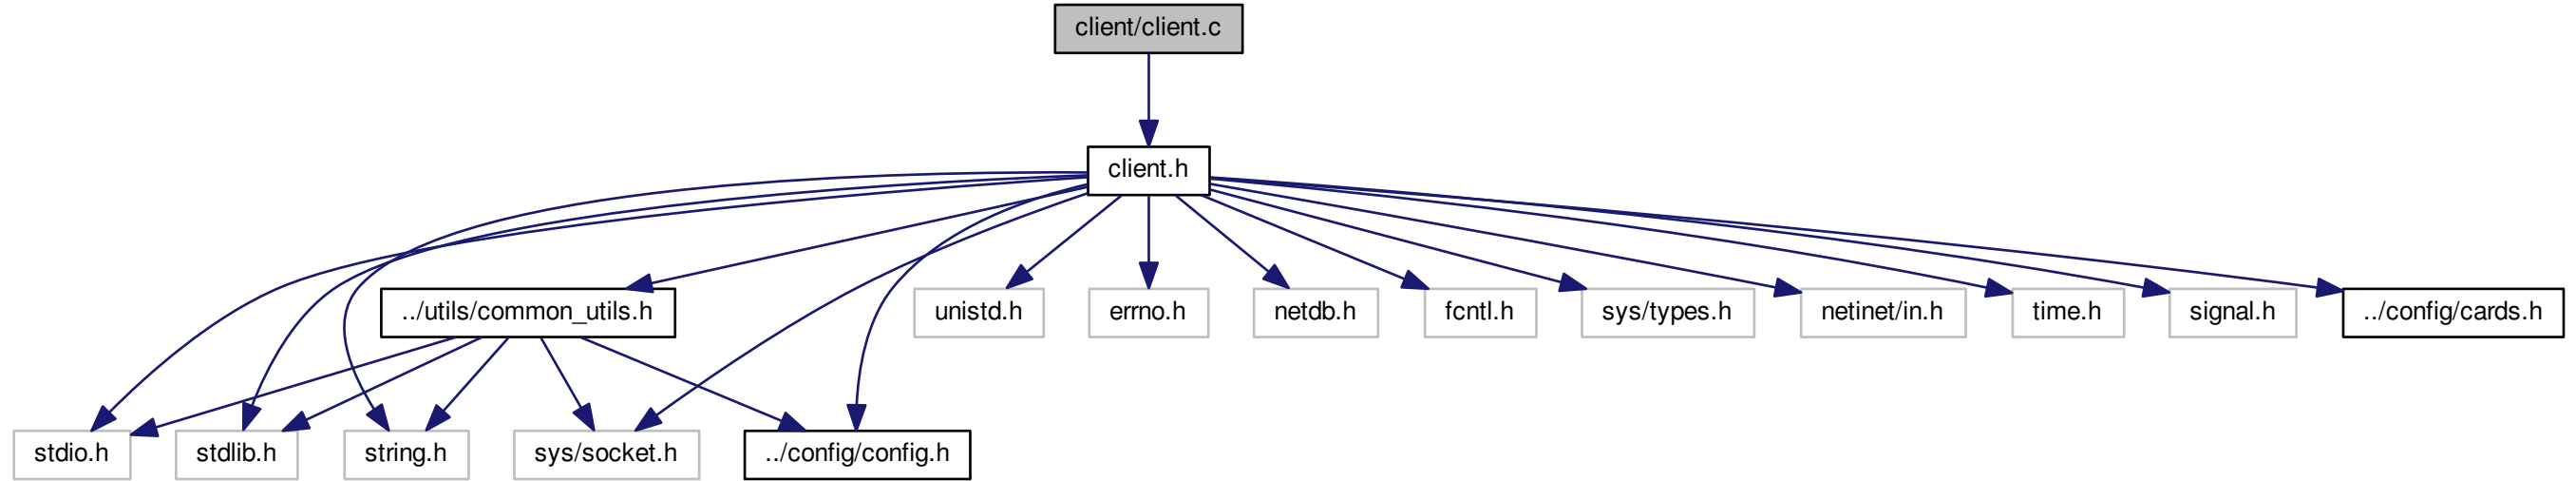 client/client.c
client.h
../utils/common_utils.h
unistd.h
errno.h
netdb.h
fcntl.h
sys/types.h
netinet/in.h
time.h
signal.h
../config/cards.h
stdio.h
stdlib.h
string.h
sys/socket.h
../config/config.h